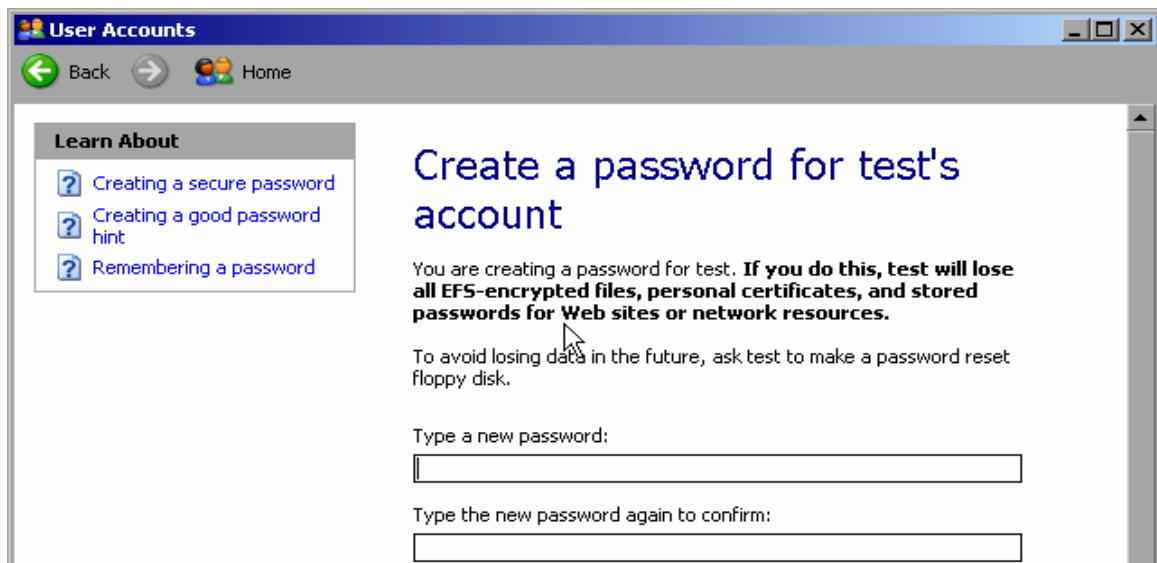 User Accounts
Back
Home
Learn About
Creating a secure password
Creating a good password
hint
Remembering a password
Create a password for test's
account
You are creating a password for test. If you do this, test will lose
all EFS-encrypted files, personal certificates, and stored
passwords for Web sites or network resources.
To avoid losing data in the future, ask test to make a password reset
floppy disk.
Type a new password:
Type the new password again to confirm: